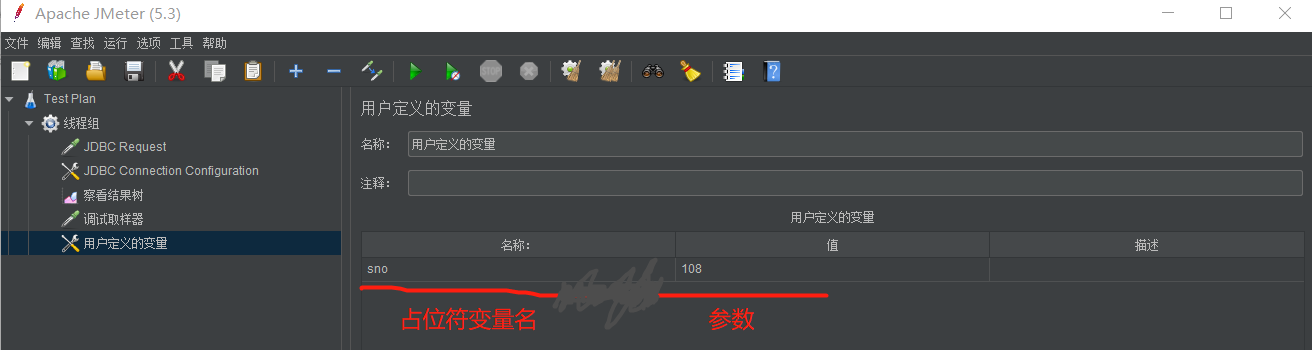 Apache JMeter (5.3)
文件 编辑 查找 运行 选项 工具 帮助
STOP
Test Plan
线程组
JDBC Request
JDBC Connection Configuration
察看结果树
调试取样器
用户定义的变量
用户定义的变量
名称： 用户定义的变量
注释：
用户定义的变量
名称： 值 描述
sno 108
占位符变量名 参数